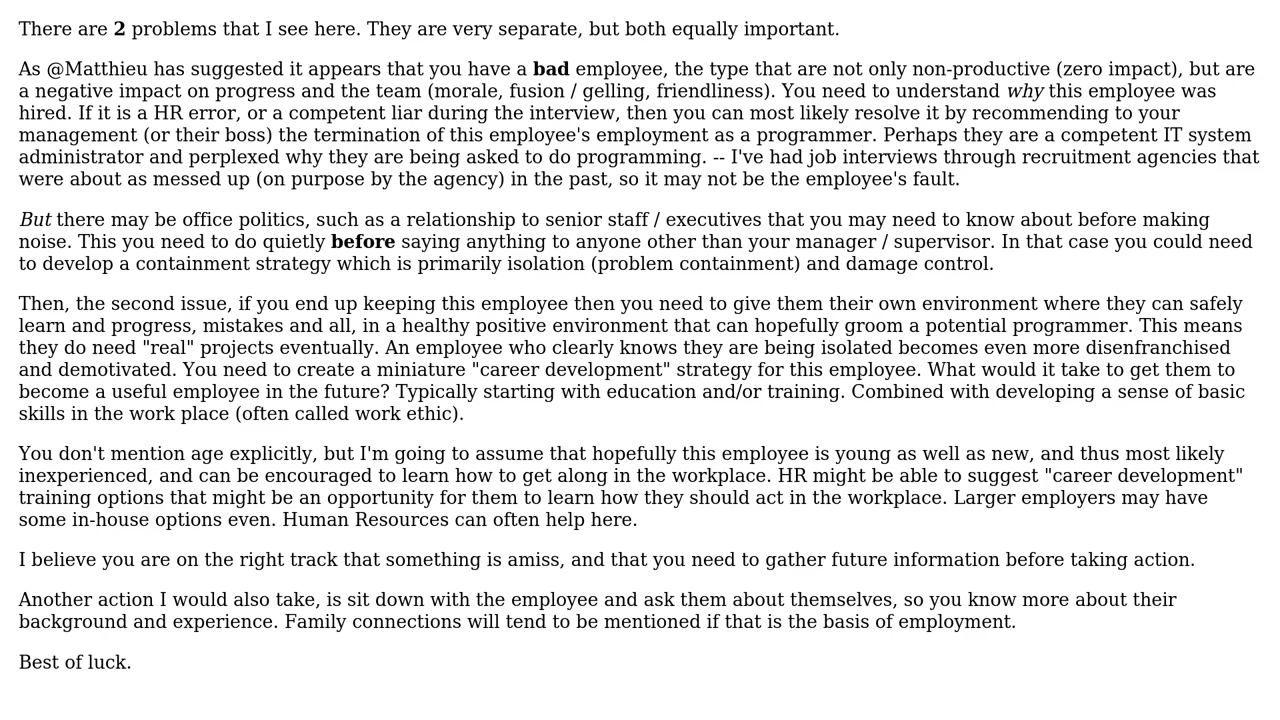 There are 2 problems that I see here. They are very separate, but both equally important.
As @Matthieu has suggested it appears that you have a bad employee, the type that are not only non-productive (zero impact), but are
a negative impact on progress and the team (morale, fusion / gelling, friendliness). You need to understand why this employee was
hired. If it is a HR error, or a competent liar during the interview, then you can most likely resolve it by recommending to your
management (or their boss) the termination of this employee's employment as a programmer. Perhaps they are a competent IT system
administrator and perplexed why they are being asked to do programming. -- I've had job interviews through recruitment agencies that
were about as messed up (on purpose by the agency) in the past, so it may not be the employee's fault.
But there may be office politics, such as a relationship to senior staff / executives that you may need to know about before making
noise. This you need to do quietly before saying anything to anyone other than your manager / supervisor. In that case you could need
to develop a containment strategy which is primarily isolation (problem containment) and damage control.
Then, the second issue, if you end up keeping this employee then you need to give them their own environment where they can safely
learn and progress, mistakes and all, in a healthy positive environment that can hopefully groom a potential programmer. This means
they do need "real" projects eventually. An employee who clearly knows they are being isolated becomes even more disenfranchised
and demotivated. You need to create a miniature "career development" strategy for this employee. What would it take to get them to
become a useful employee in the future? Typically starting with education and/or training. Combined with developing a sense of basic
skills in the work place (often called work ethic).
You don't mention age explicitly, but I'm going to assume that hopefully this employee is young as well as new, and thus most likely
inexperienced, and can be encouraged to learn how to get along in the workplace. HR might be able to suggest "career development"
training options that might be an opportunity for them to learn how they should act in the workplace. Larger employers may have
some in-house options even. Human Resources can often help here.
I believe you are on the right track that something is amiss, and that you need to gather future information before taking action.
Another action I would also take, is sit down with the employee and ask them about themselves, so you know more about their
background and experience. Family connections will tend to be mentioned if that is the basis of employment.
Best of luck.